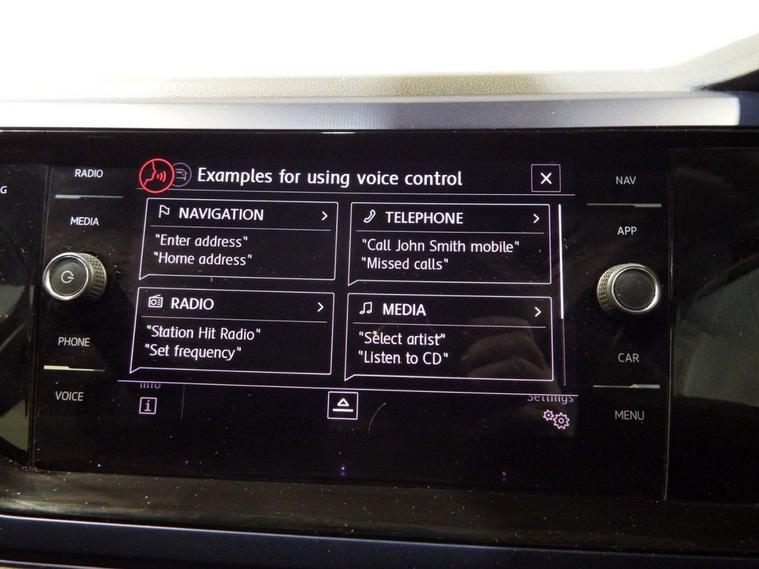 G
RADIO
MEDIA
PHONE
VOICE
Examples for using voice control
NAVIGATION
"Enter address"
"Home address"
TELEPHONE
"Call John Smith mobile"
"Missed calls"
RADIO
"Station Hit Radio"
"Set frequency"
MEDIA
"Select artist"
"Listen to CD"
Info
Settings
NAV
APP
CAR
MENU